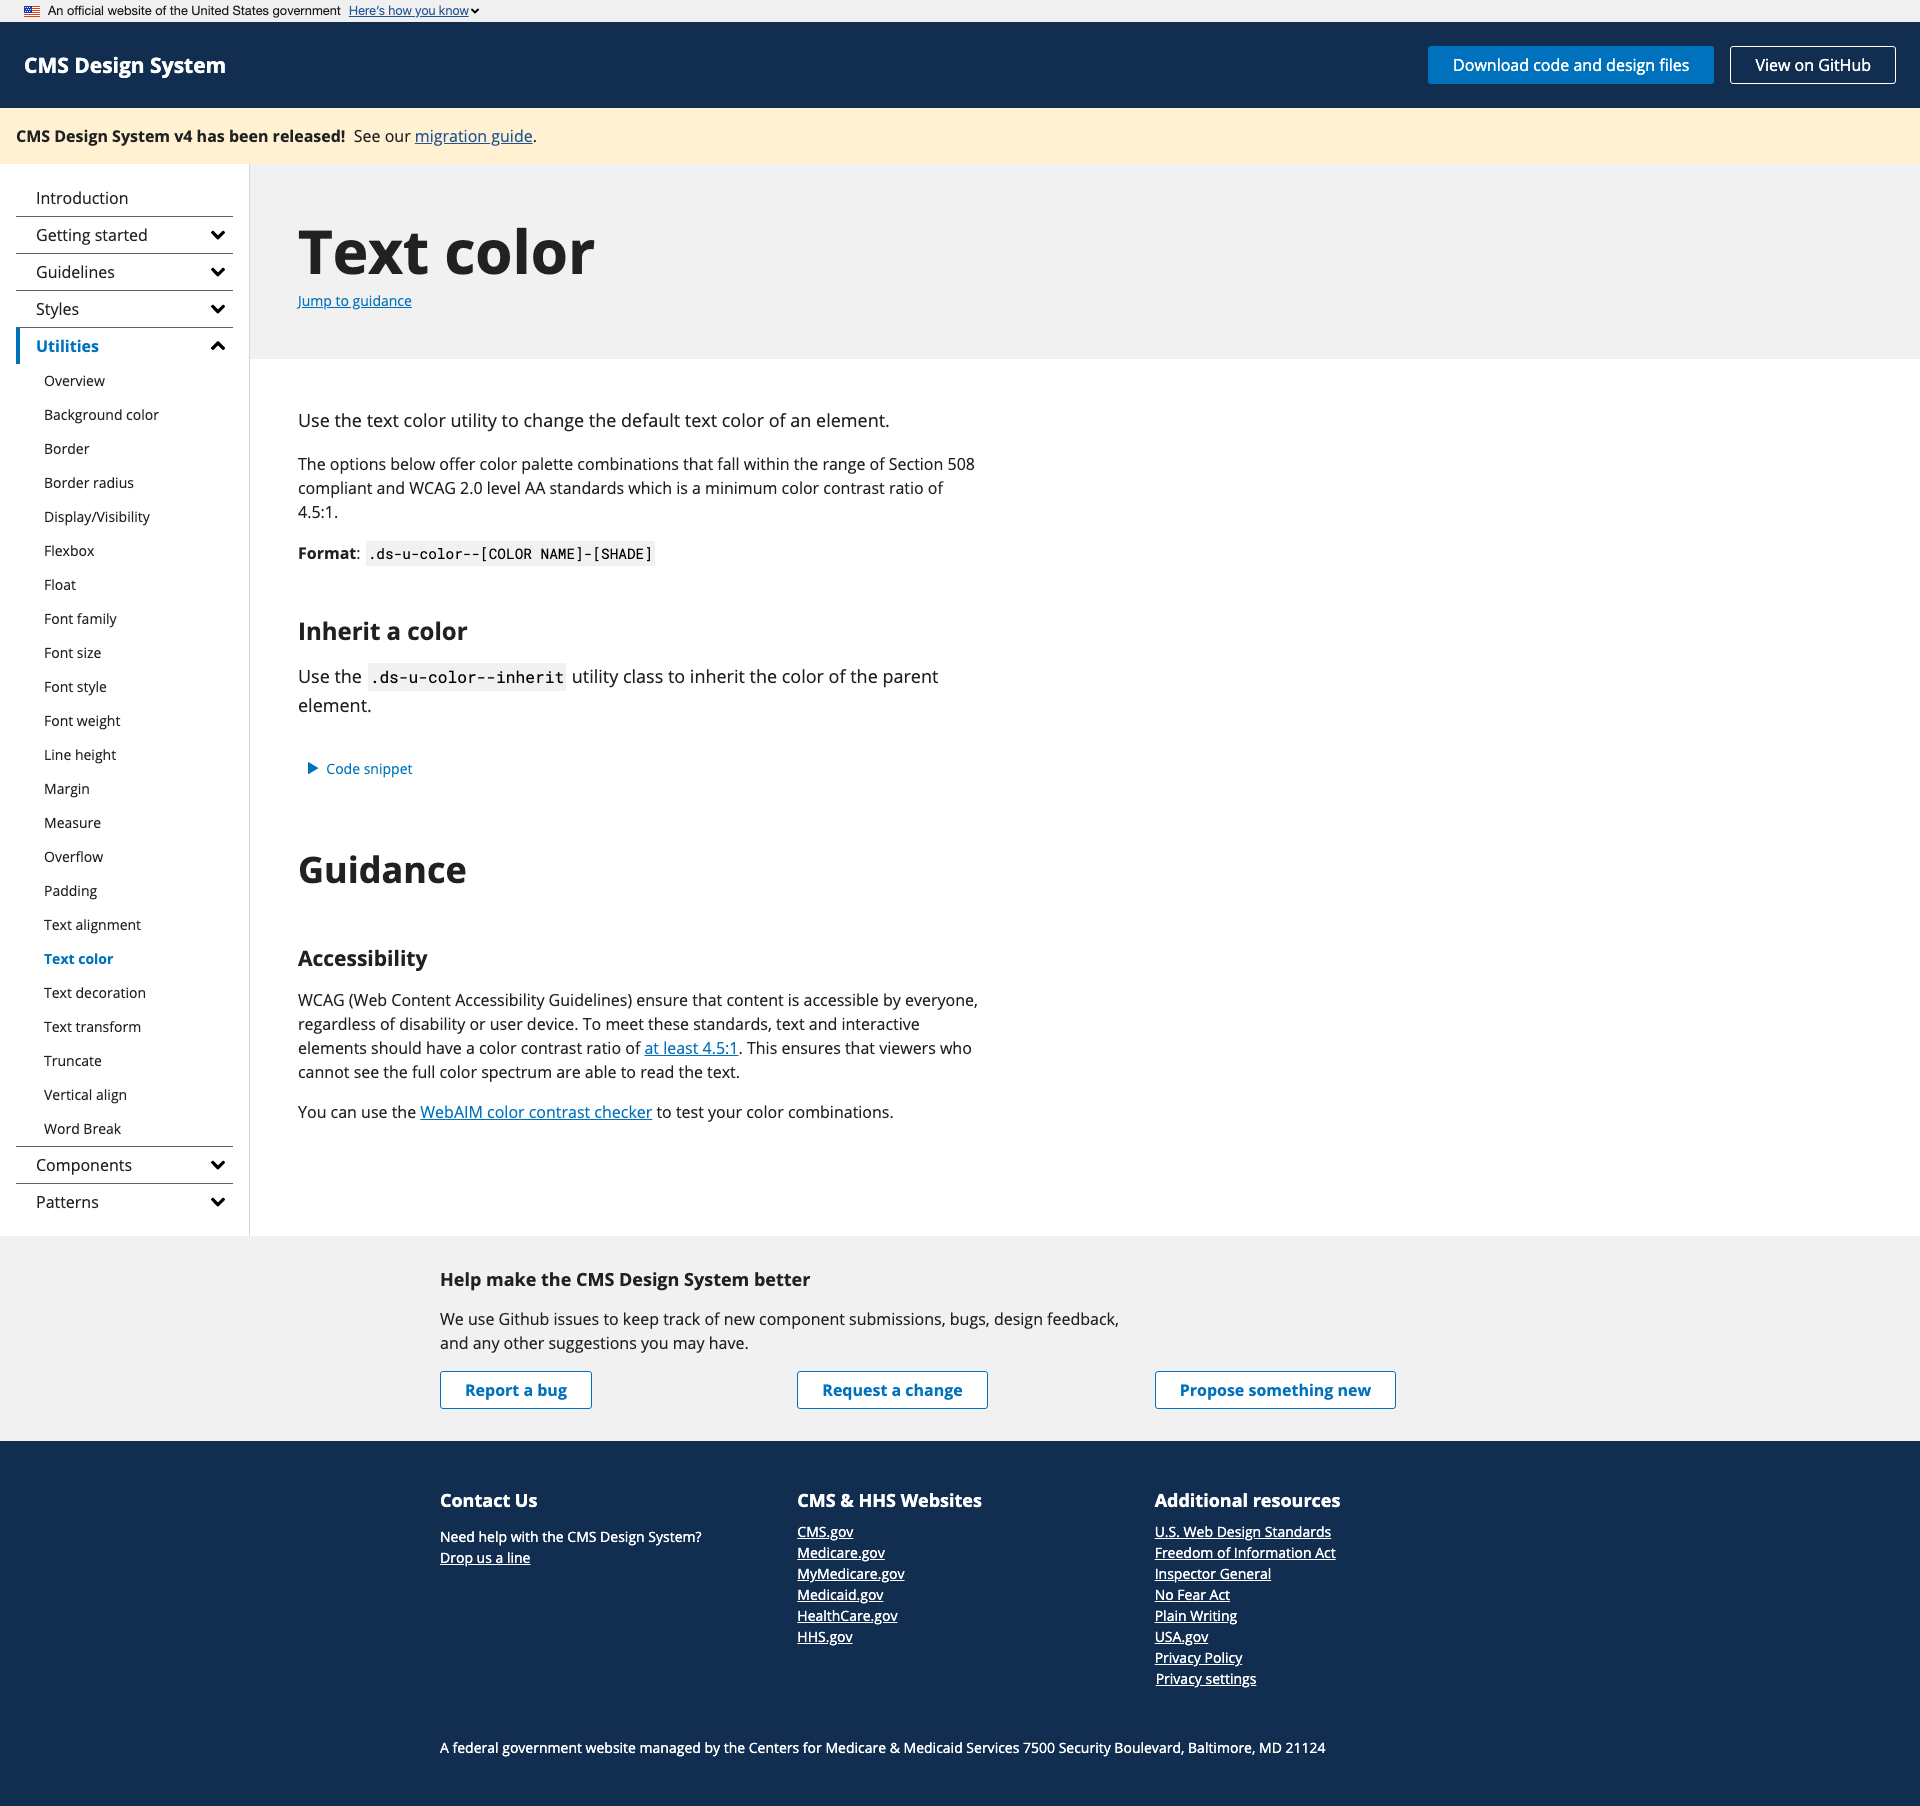 An official website of the United States government Here's how you know
CMS Design System
Download code and design files
View on GitHub
CMS Design System v4 has been released! See our migration guide.
Introduction
Getting started
Guidelines
Styles
Utilities
Overview
Background color
Border
Border radius
Display/Visibility
Flexbox
Float
Font family
Font size
Font style
Font weight
Line height
Margin
Measure
Overflow
Padding
Text alignment
Text color
Text decoration
Text transform
Truncate
Vertical align
Word Break
Components
Patterns
Text color
Jump to guidance
Use the text color utility to change the default text color of an element.
The options below offer color palette combinations that fall within the range of Section 508
compliant and WCAG 2.0 level AA standards which is a minimum color contrast ratio of
4.5:1.
Format: .ds-u-color--[COLOR NAME]-[SHADE]
Inherit a color
Use the .ds-u-color--inherit utility class to inherit the color of the parent
element.
Code snippet
Guidance
Accessibility
WCAG (Web Content Accessibility Guidelines) ensure that content is accessible by everyone,
regardless of disability or user device. To meet these standards, text and interactive
elements should have a color contrast ratio of at least 4.5:1. This ensures that viewers who
cannot see the full color spectrum are able to read the text.
You can use the WebAIM color contrast checker to test your color combinations.
Help make the CMS Design System better
We use Github issues to keep track of new component submissions, bugs, design feedback,
and any other suggestions you may have.
Report a bug
Request a change
Propose something new
Contact Us
Need help with the CMS Design System?
Drop us a line
CMS & HHS Websites
CMS.gov
Medicare.gov
MyMedicare.gov
Medicaid.gov
HealthCare.gov
HHS.gov
Additional resources
U.S. Web Design Standards
Freedom of Information Act
Inspector General
No Fear Act
Plain Writing
USA.gov
Privacy Policy
Privacy settings
A federal government website managed by the Centers for Medicare & Medicaid Services 7500 Security Boulevard, Baltimore, MD 21124